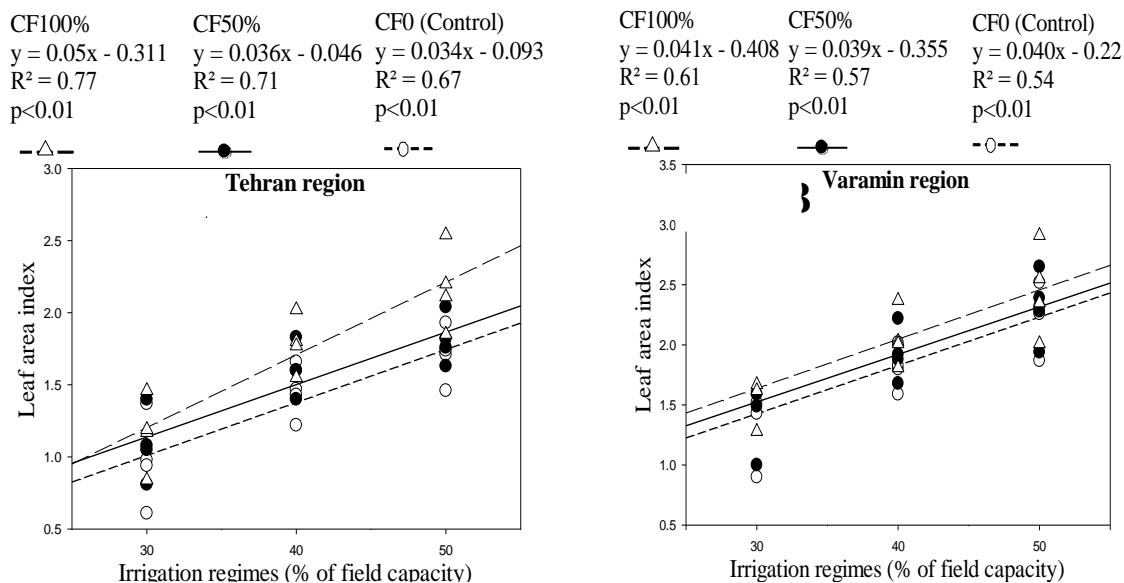 CF100%
y = 0.05x - 0.311
R² = 0.77
p<0.01
CF50%
y = 0.036x - 0.046
R² = 0.71
p<0.01
CF0 (Control)
y = 0.034x - 0.093
R² = 0.67
p<0.01
Tehran region
3.0
2.5
2.0
1.5
1.0
0.5
Leaf area index
30 40 50
Irrigation regimes (% of field capacity)
CF100%
y = 0.041x - 0.408
R² = 0.61
p<0.01
CF50%
y = 0.039x - 0.355
R² = 0.57
p<0.01
CF0 (Control)
y = 0.040x - 0.22
R² = 0.54
p<0.01
Varamin region
3.5
3.0
2.5
2.0
1.5
1.0
0.5
Leaf area index
30 40 50
Irrigation regimes (% of field capacity)